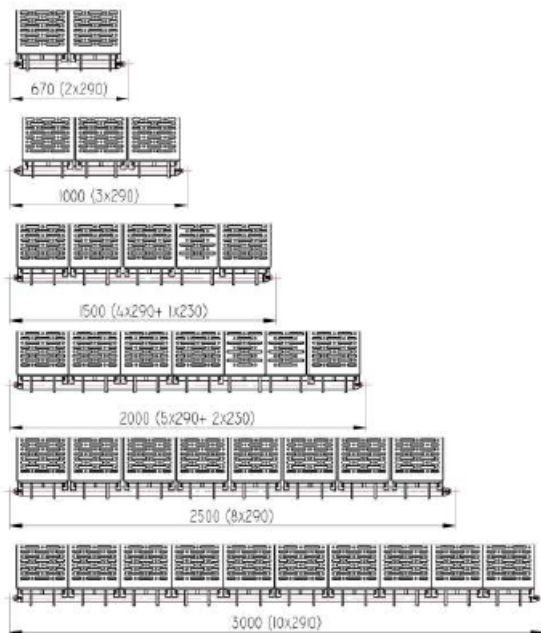 670 (2x290)
1000 (3x290)
1500 (4x290+ 1x230)
2000 (5x290+ 2x230)
2500 (8x290)
3000 (10x290)